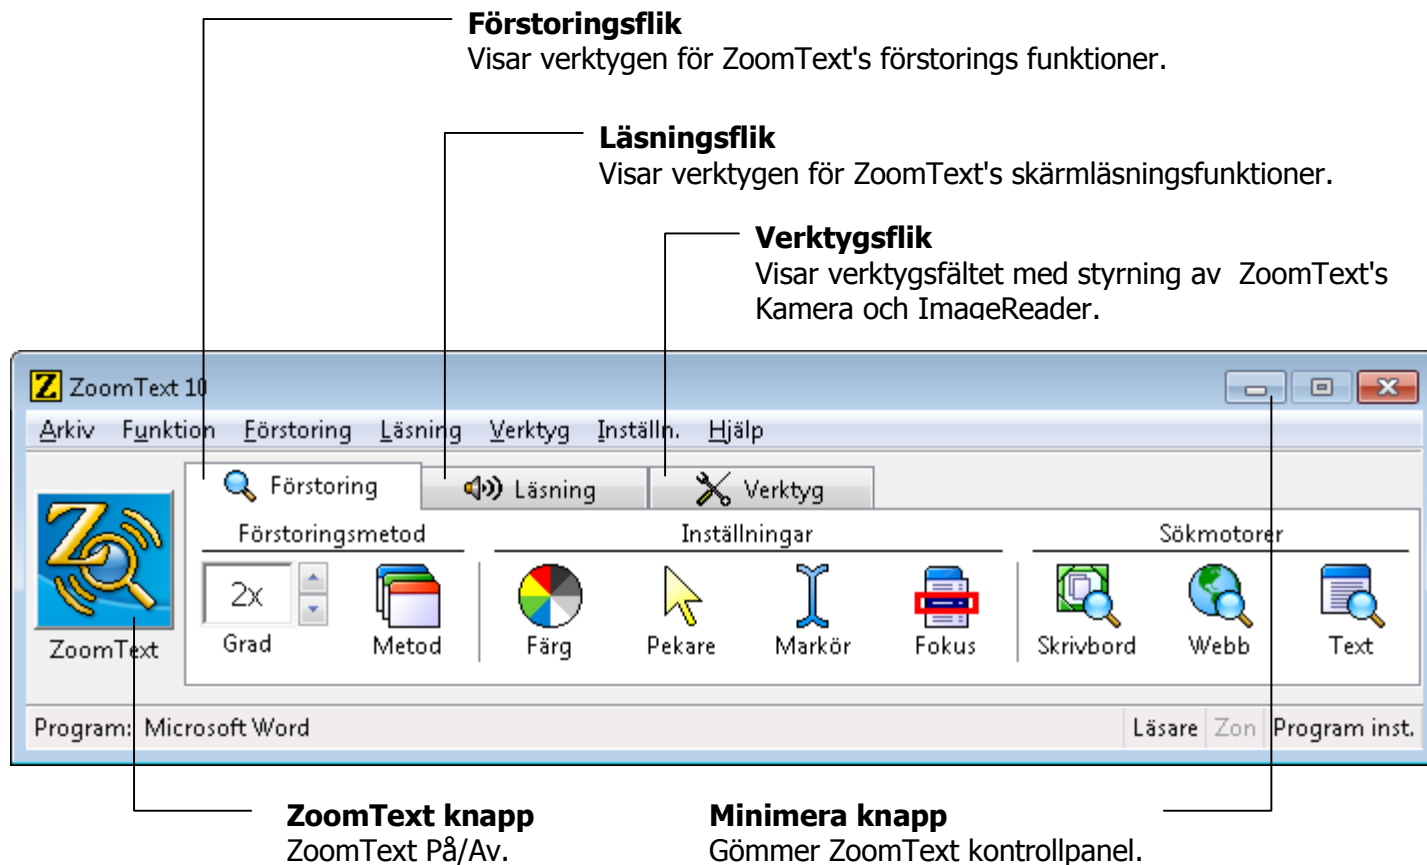 Förstoringsflik
Visar verktygen för ZoomText's förstorings funktioner.
Läsningsflik
Visar verktygen för ZoomText's skärmläsningsfunktioner.
Verktygsflik
Visar verktygsfältet med styrning av  ZoomText's
Kamera och ImageReader.
Z ZoomText 10
Arkiv Funktion Förstoring Läsning Verktyg Inställn. Hjälp
Förstoring Läsning Verktyg
Förstoringsmetod Inställningar Sökmotorer
2x
Grad Metod Färg Pekare Markör Fokus Skrivbord Webb Text
ZoomText
Program: Microsoft Word Läsare Zon Program inst.
ZoomText knapp
ZoomText På/Av.
Minimera knapp
Gömmer ZoomText kontrollpanel.